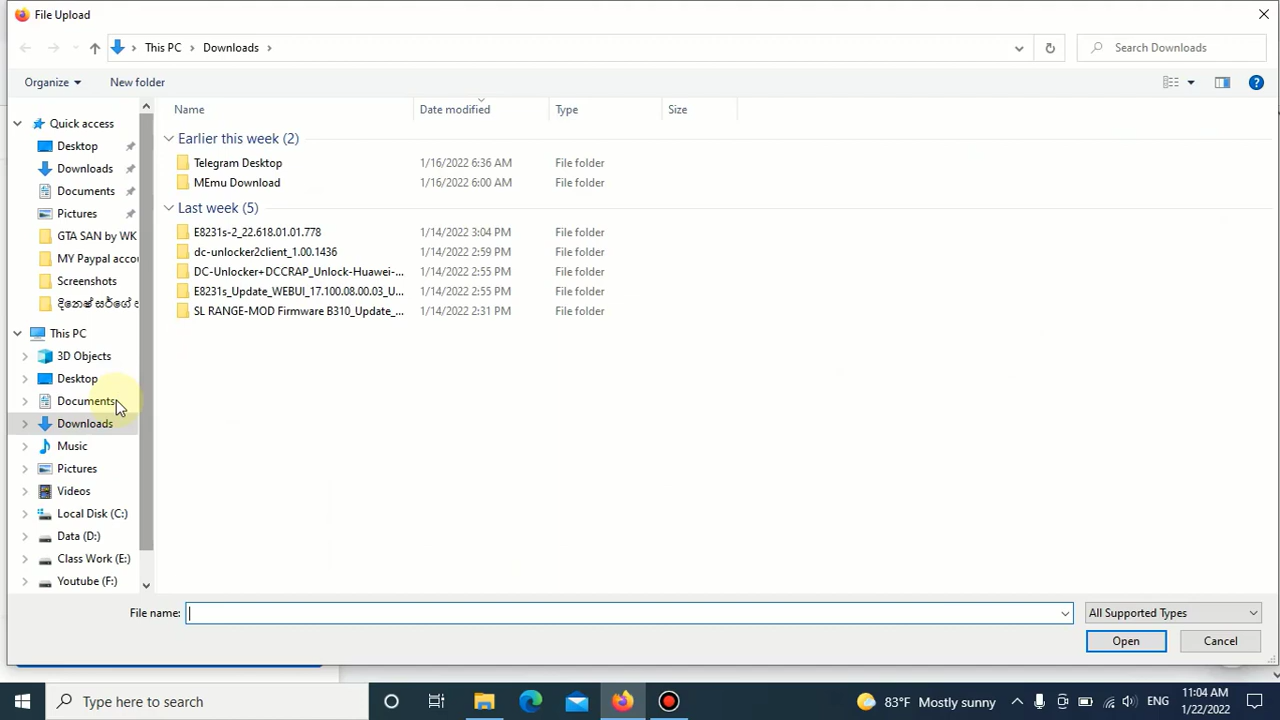 File Upload
This PC
Downloads
Search Downloads
Organize
New folder
Name
Date modified
Type
Size
Quick access
Desktop
Downloads
Documents
Pictures
GTA SAN by WK
MY Paypal accou
Screenshots
දිනෙෂ් සර්ගේ
This PC
3D Objects
Desktop
Documents
Downloads
Music
Pictures
Videos
Local Disk (C:)
Data (D:)
Class Work (E:)
Youtube (F:)
Earlier this week (2)
Telegram Desktop 1/16/2022 6:36 AM File folder
MEmu Download 1/16/2022 6:00 AM File folder
Last week (5)
E8231s-2_22.618.01.01.778 1/14/2022 3:04 PM File folder
dc-unlocker2client_1.00.1436 1/14/2022 2:59 PM File folder
DC-Unlocker+DCCRAP_Unlock-Huawei-... 1/14/2022 2:55 PM File folder
E8231s_Update_WEBUI_17.100.08.00.03_U... 1/14/2022 2:55 PM File folder
SL RANGE-MOD Firmware B310_Update_... 1/14/2022 2:31 PM File folder
File name:
All Supported Types
Open
Cancel
Type here to search
83°F Mostly sunny
ENG
11:04 AM
1/22/2022